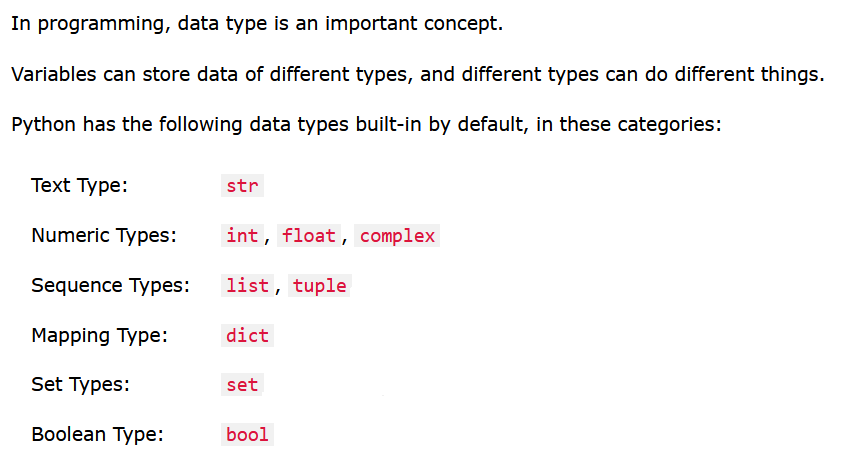 In programming, data type is an important concept.
Variables can store data of different types, and different types can do different things.
Python has the following data types built-in by default, in these categories:
Text Type: str
Numeric Types: int, float, complex
Sequence Types: list, tuple
Mapping Type: dict
Set Types: set
Boolean Type: bool